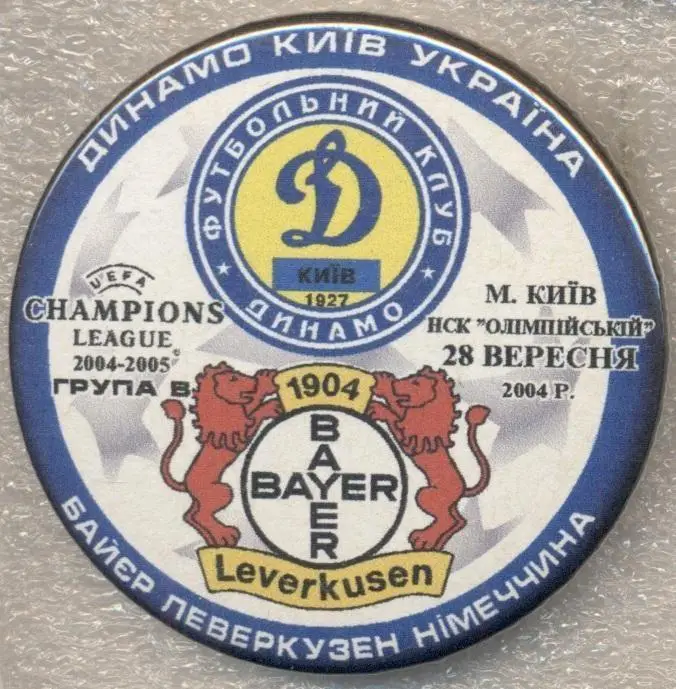 ДИНАМО КИЇВ УКРАЇНА
ФУТБОЛЬНИЙ КЛУБ
Д
КИЇВ
1927
ДИНАМО
UEFA
CHAMPIONS
LEAGUE
2004-2005
ГРУПА В
М. КИЇВ
НСК "ОЛІМПІЙСЬКІЙ"
28 ВЕРЕСНЯ
2004 Р.
1904
BAYER
BAYER
Leverkusen
БАЙЄР ЛЕВЕРКУЗЕН НІМЕЧЧИНА